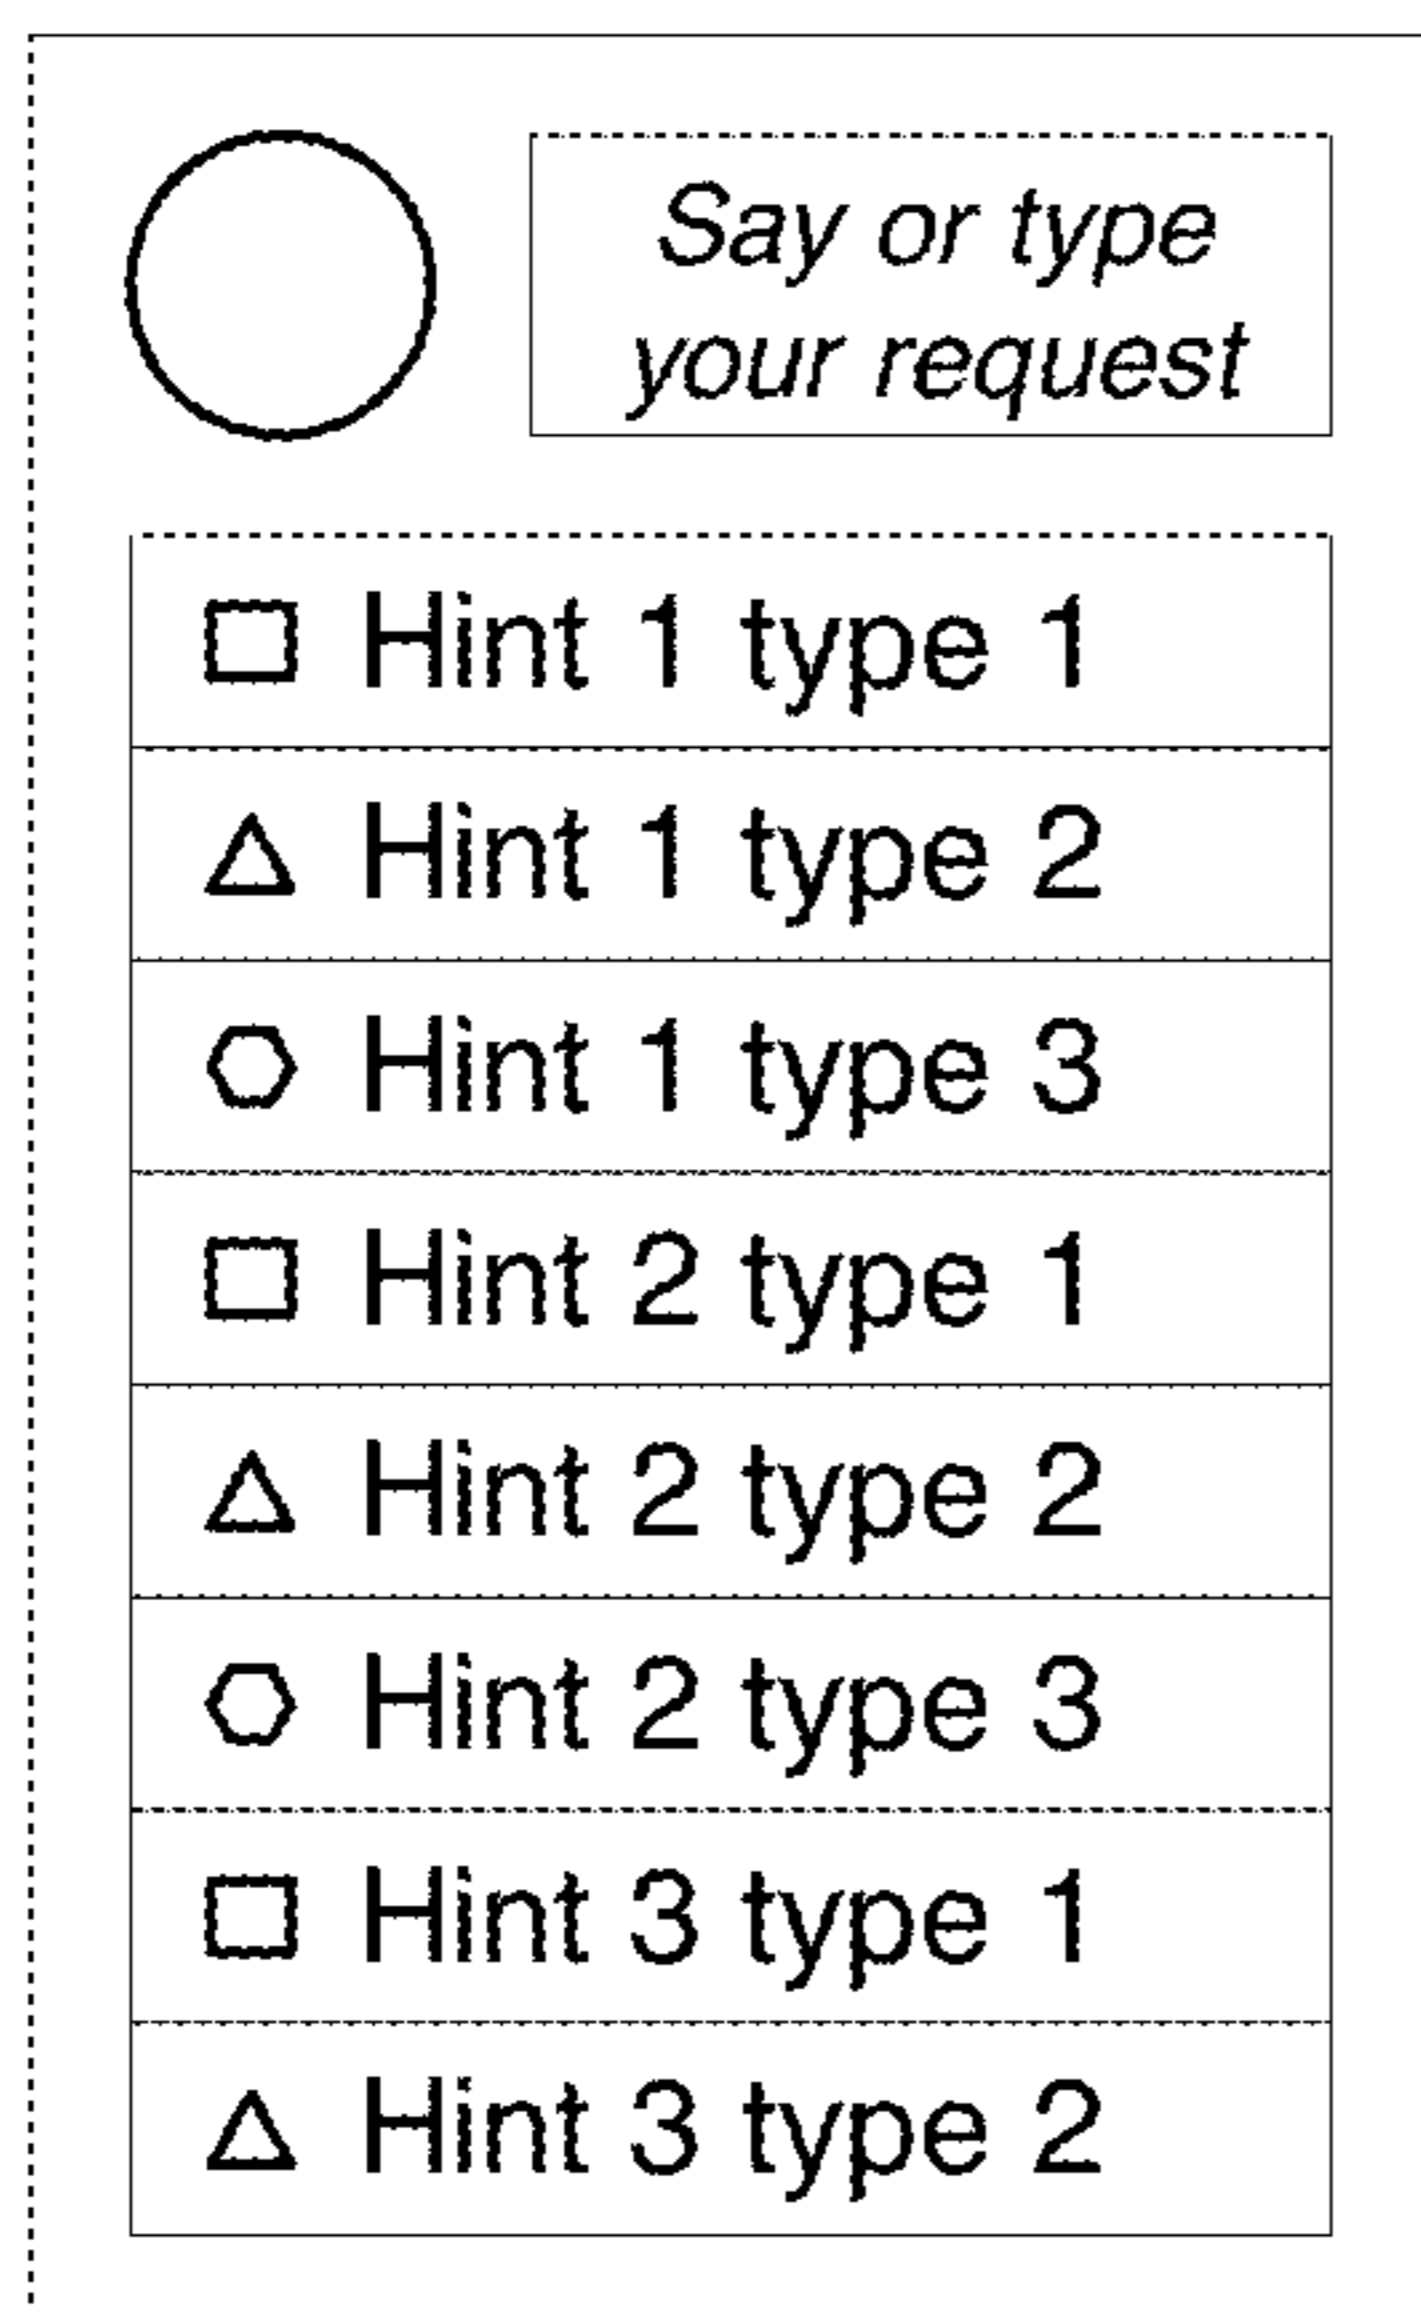 Say or type
your request
Hint 1 type 1
Hint 1 type 2
Hint 1 type 3
Hint 2 type 1
Hint 2 type 2
Hint 2 type 3
Hint 3 type 1
Hint 3 type 2